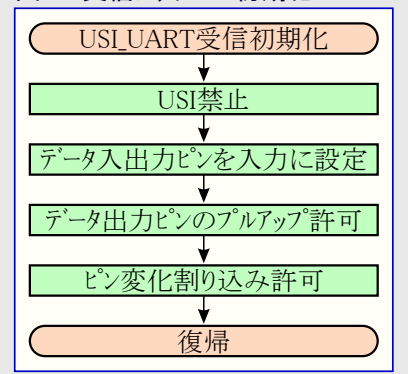 USI_UART受信初期化
USI禁止
ﾃﾞｰﾀ入出力ﾋﾟﾝを入力に設定
ﾃﾞｰﾀ出力ﾋﾟﾝのﾌﾟﾙｱｯﾌﾟ許可
ﾋﾟﾝ変化割り込み許可
復帰